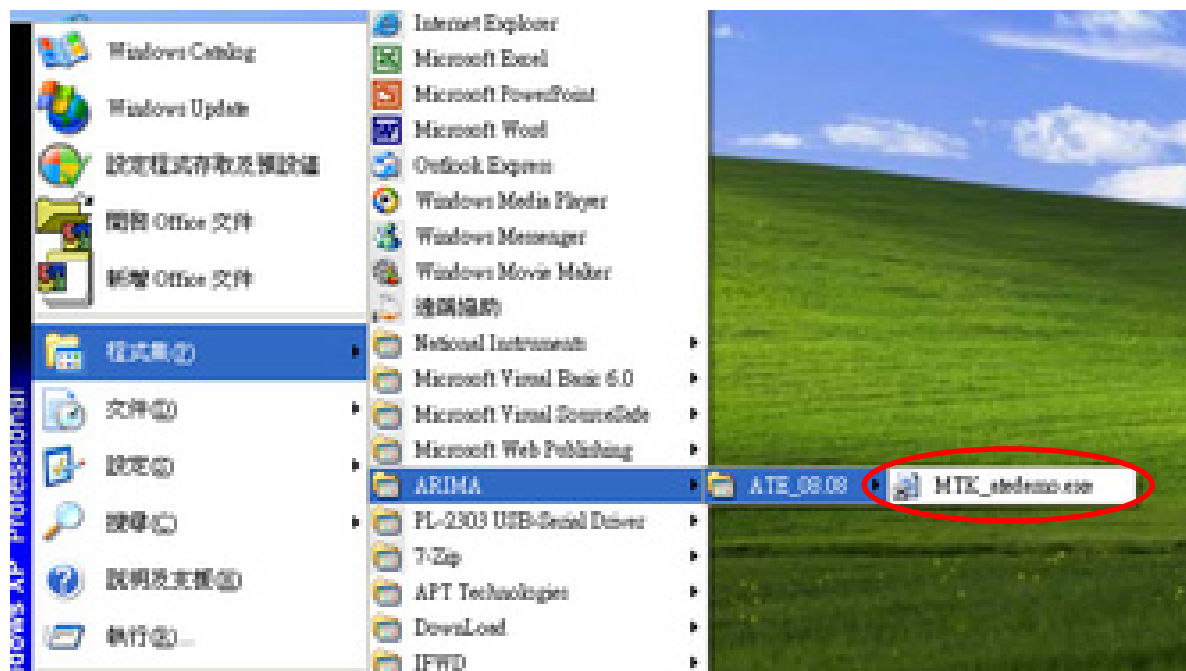 Windows Catalog
Windows Update
設定程式存取及預設值
開啟 Office 文件
新增 Office 文件
程式集(P)
文件(D)
設定(S)
搜尋(C)
說明及支援(H)
執行(R)...
dows XP Professional
Internet Explorer
Microsoft Excel
Microsoft PowerPoint
Microsoft Word
Outlook Express
Windows Media Player
Windows Messenger
Windows Movie Maker
遠端協助
National Instruments
Microsoft Visual Basic 6.0
Microsoft Visual SourceSafe
Microsoft Web Publishing
ARIMA
PL-2303 USB-Serial Driver
7-Zip
APT Technologies
DownLoad
IFWD
ATE_08.08
MTK_atedemo.exe